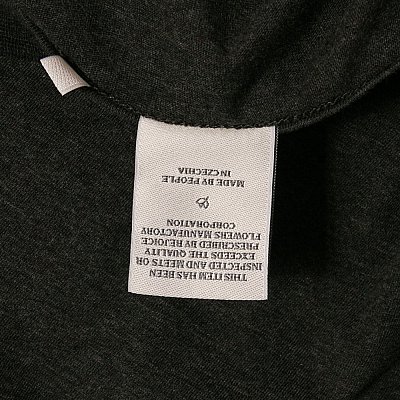 THIS ITEM HAS BEEN
INSPECTED AND MEETS OR
EXCEEDS THE QUALITY
PRESCRIBED BY REJOICE
FLOWERS MANUFACTORY
CORPORATION
MADE BY PEOPLE
IN CZECHIA